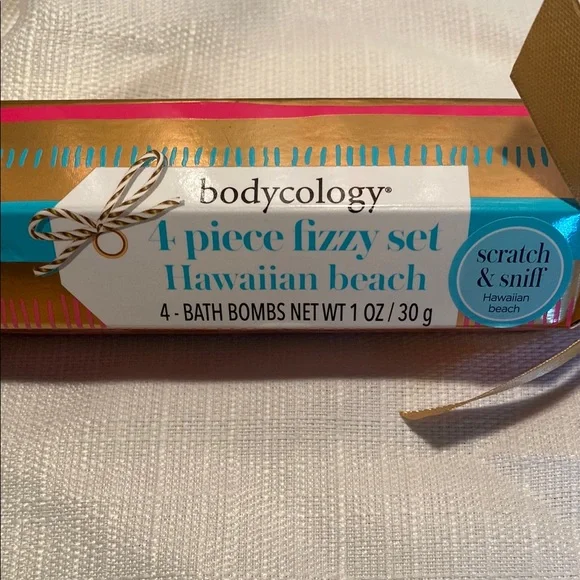 bodycology®
4 piece fizzy set
Hawaiian beach
4 - BATH BOMBS NET WT 1 OZ / 30 g
scratch
& sniff
Hawaiian
beach